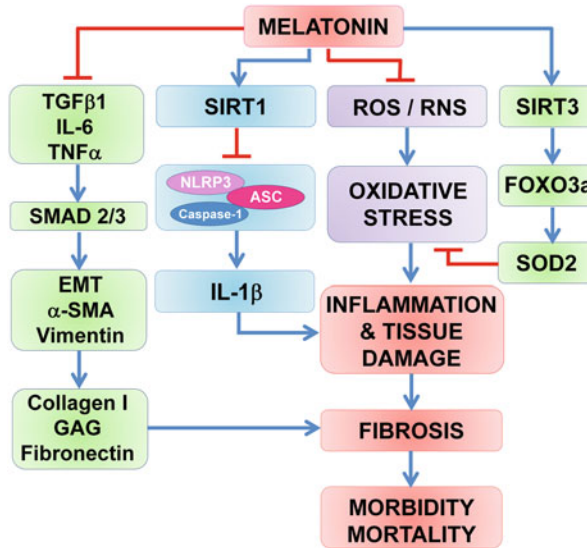 MELATONIN
TGFβ1
IL-6
TNFα
SIRT1
ROS / RNS
SIRT3
NLRP3
ASC
Caspase-1
OXIDATIVE
STRESS
FOXO3a
SMAD 2/3
SOD2
EMT
α-SMA
Vimentin
IL-1β
INFLAMMATION
& TISSUE
DAMAGE
Collagen I
GAG
Fibronectin
FIBROSIS
MORBIDITY
MORTALITY